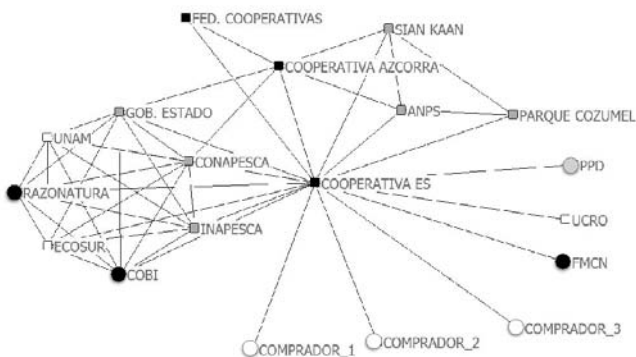 FED. COOPERATIVAS
SIAN KAAN
COOPERATIVA AZCORRA
GOB. ESTADO
ANPS
PARQUE COZUMEL
UNAM
CONAPESCA
PPD
RAZONATURA
COOPERATIVA ES
UCRO
INAPESCA
ECOSUR
FMCN
COBI
COMPRADOR_3
COMPRADOR_2
COMPRADOR_1